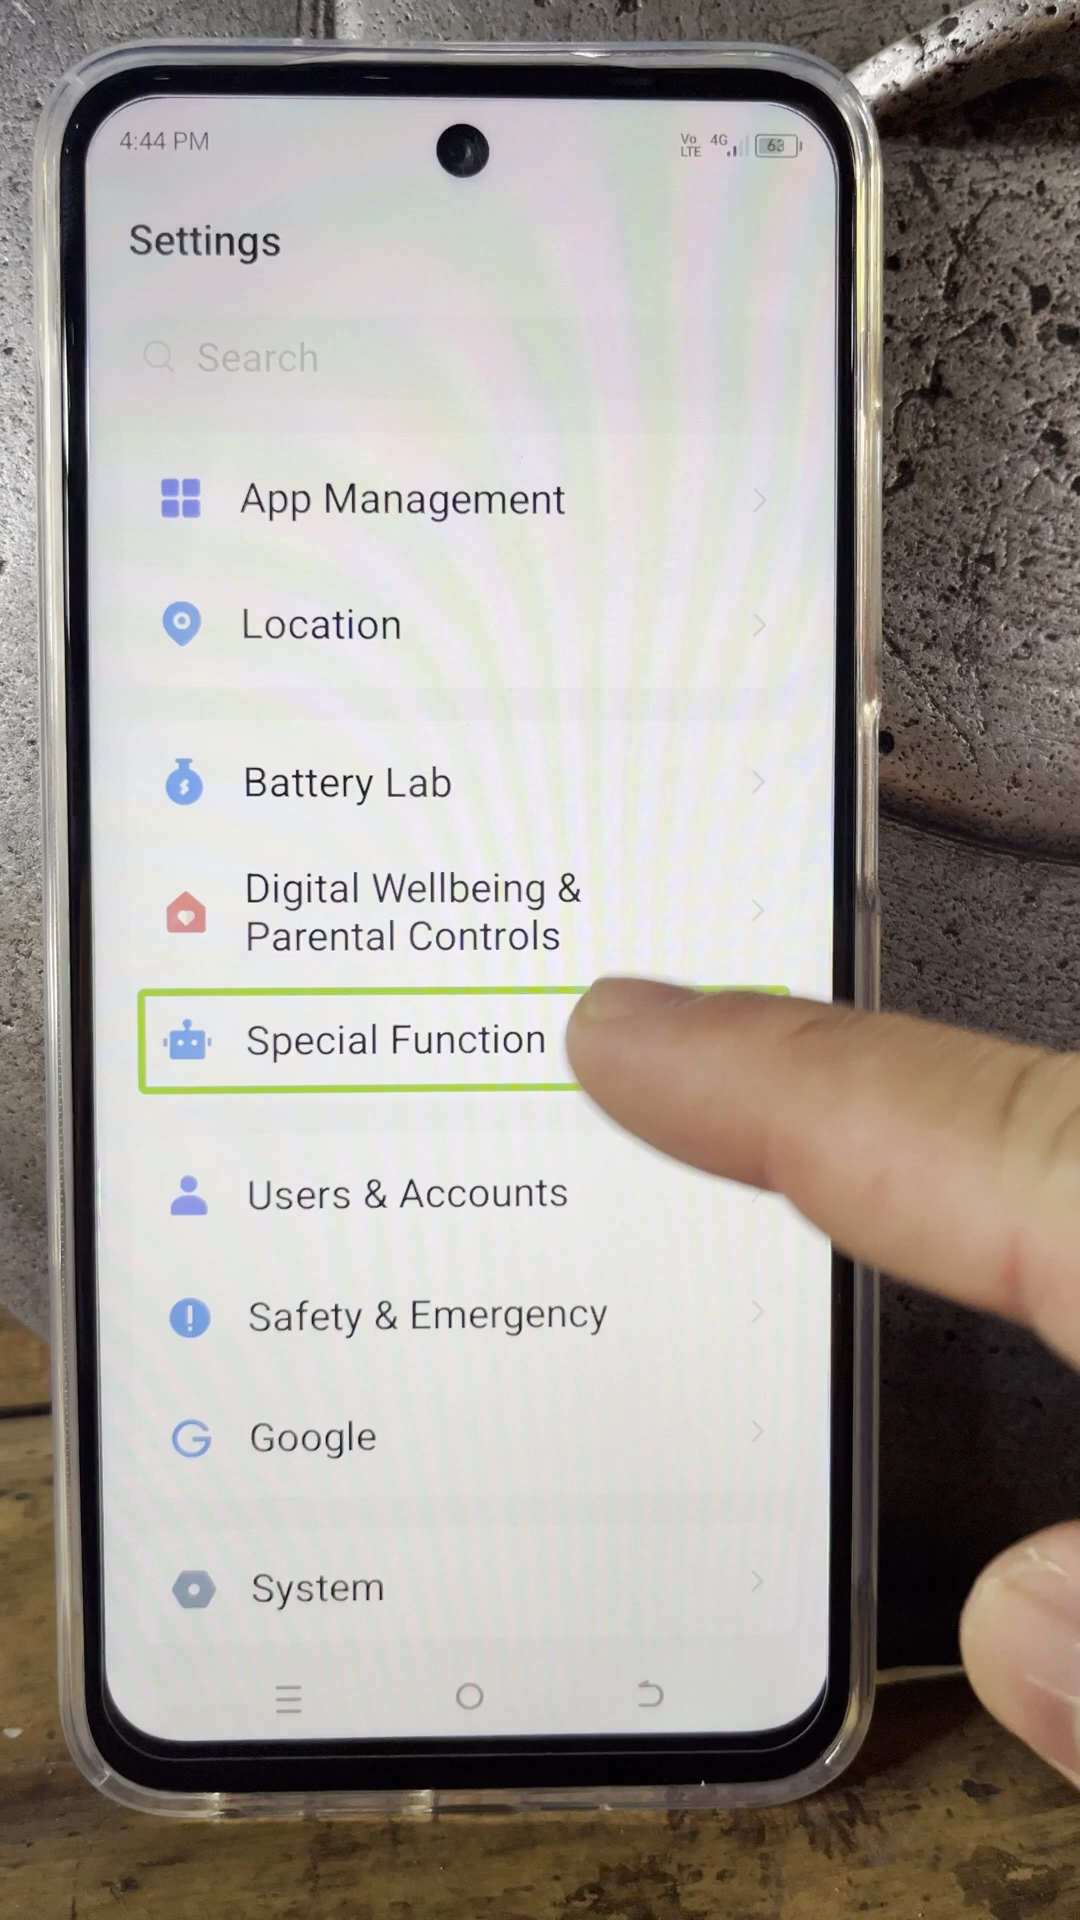 4:44 PM
Vo LTE 4G 63
Settings
Search
App Management
Location
Battery Lab
Digital Wellbeing &
Parental Controls
Special Function
Users & Accounts
Safety & Emergency
Google
System